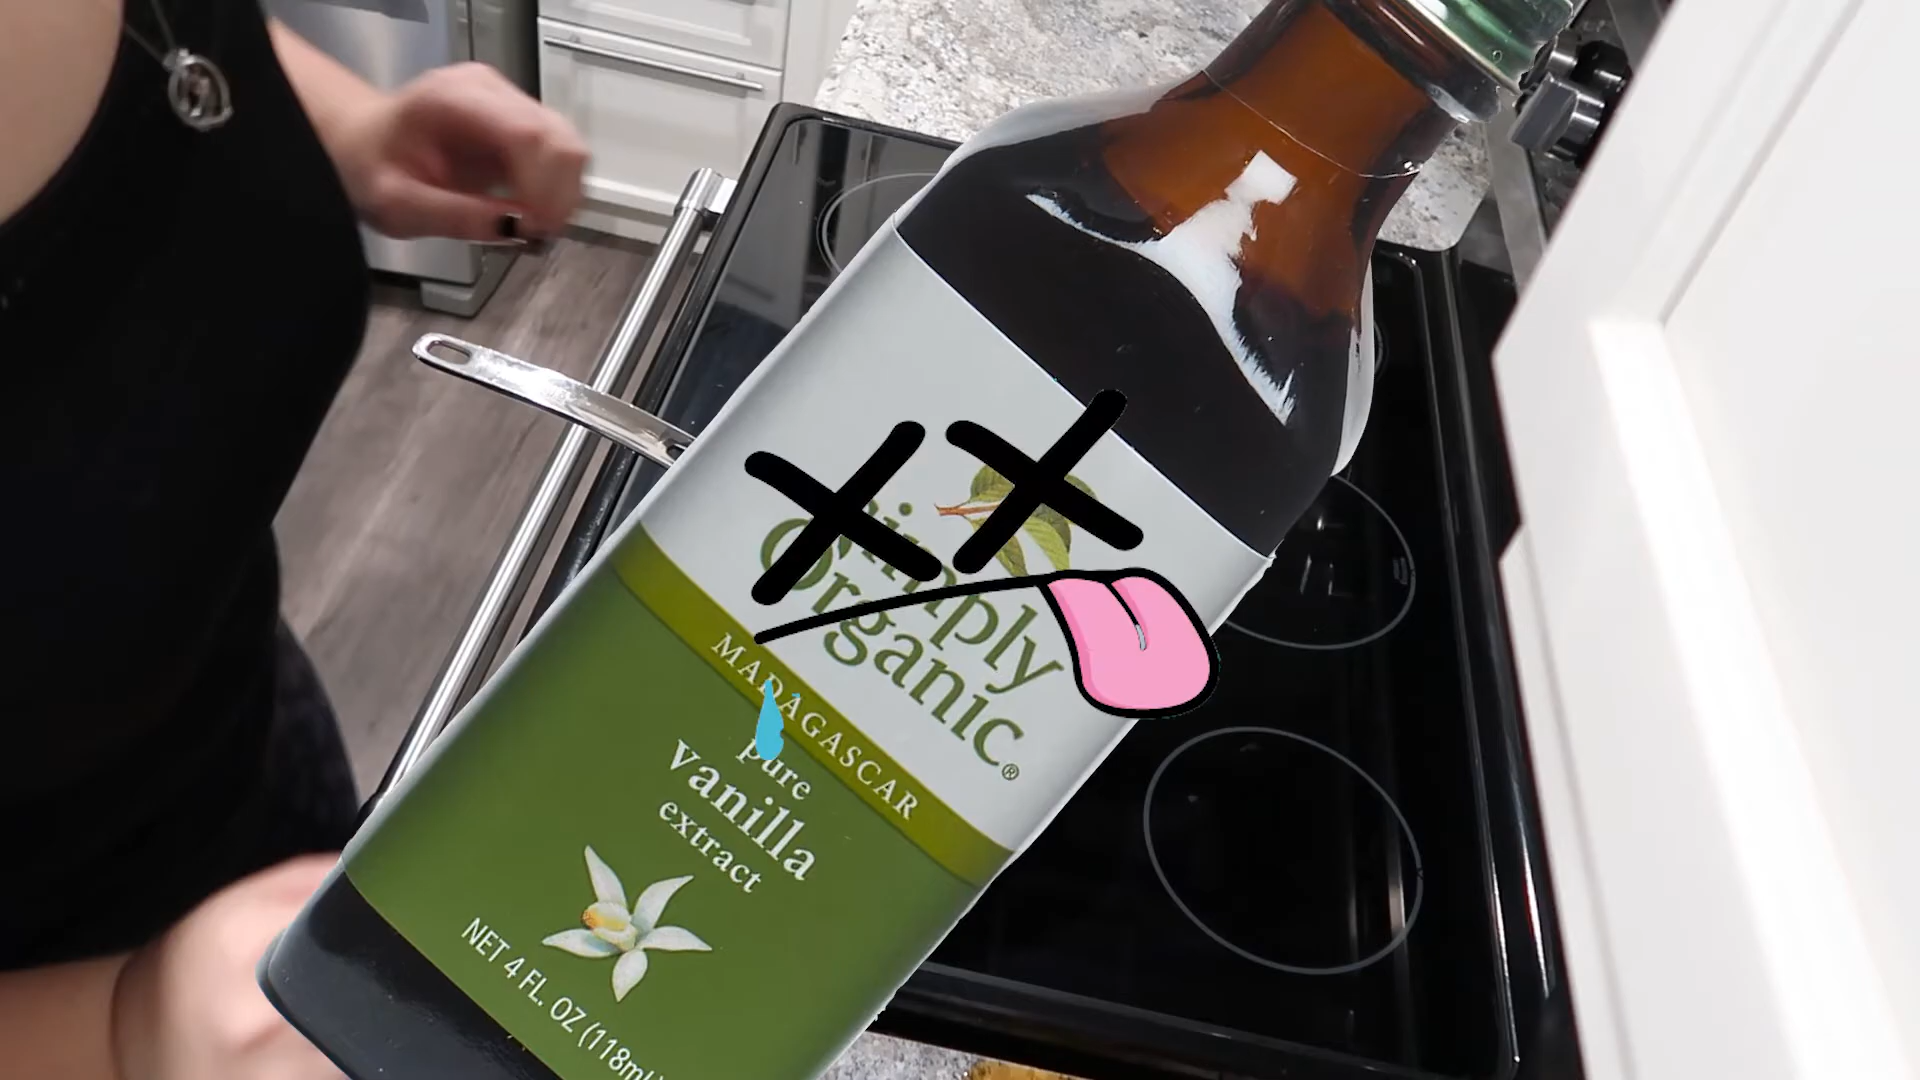 Simply
Organic®
MADAGASCAR
pure
vanilla
extract
NET 4 FL. OZ (118ml)